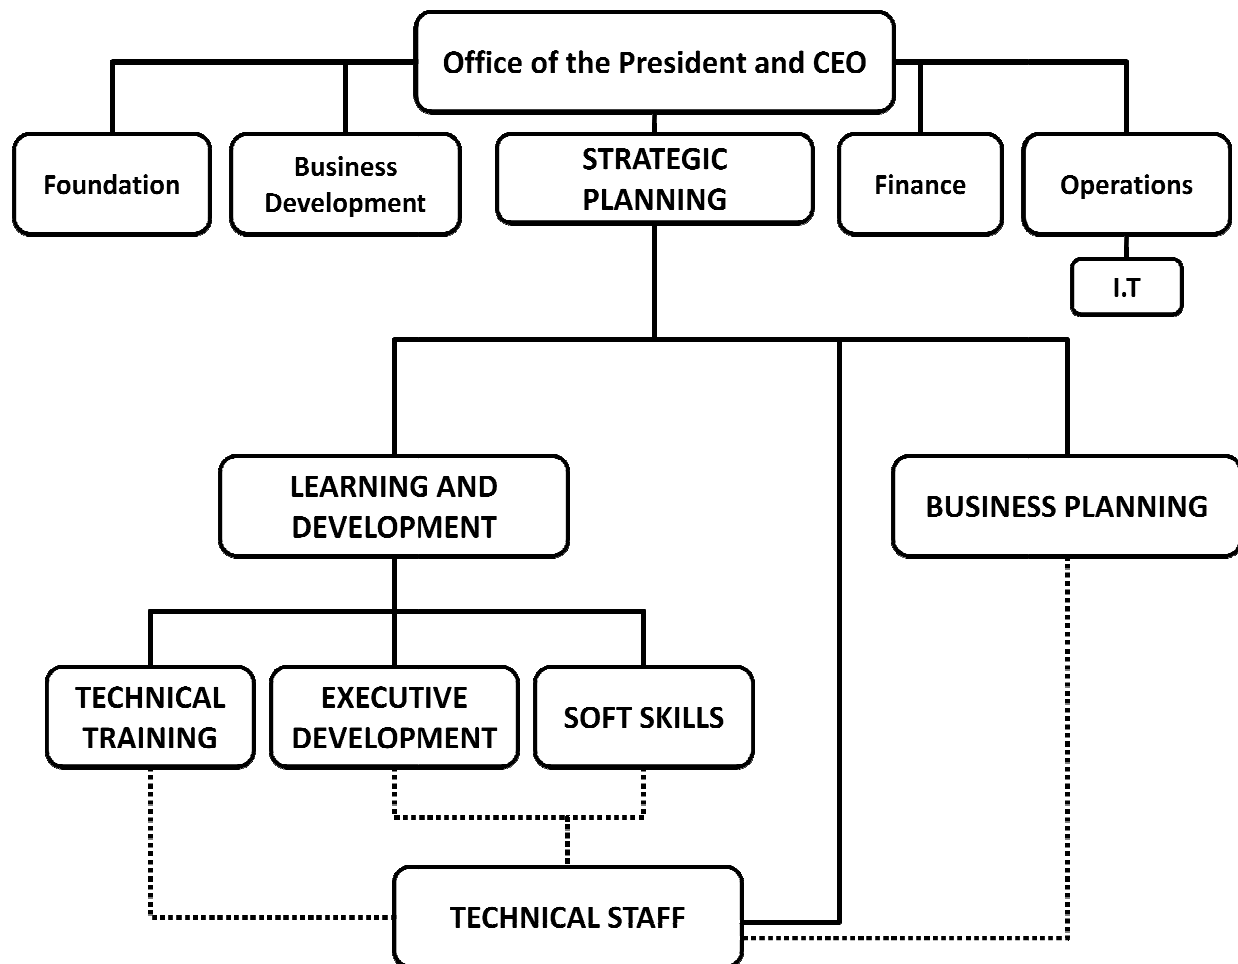 Office of the President and CEO
Foundation
Business
Development
STRATEGIC
PLANNING
Finance
Operations
I.T
LEARNING AND
DEVELOPMENT
BUSINESS PLANNING
TECHNICAL
TRAINING
EXECUTIVE
DEVELOPMENT
SOFT SKILLS
TECHNICAL STAFF